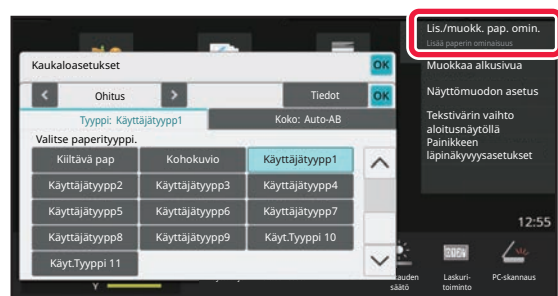 Lis./muokk. pap. omin.
Lisää paperin ominaisuus
Muokkaa alkusivua
Näyttömuodon asetus
Tekstivärin vaihto
aloitusnäytöllä
Painikkeen
läpinäkyvyysasetukset
Kaukaloasetukset
OK
Ohitus
Tiedot
OK
Tyyppi: Käyttäjätyypp1
Koko: Auto-AB
Valitse paperityyppi.
Kiiltävä pap
Kohokuvio
Käyttäjätyypp1
Käyttäjätyypp2
Käyttäjätyypp3
Käyttäjätyypp4
Käyttäjätyypp5
Käyttäjätyypp6
Käyttäjätyypp7
Käyttäjätyypp8
Käyttäjätyypp9
Käyt.Tyyppi 10
Käyt.Tyyppi 11
12:55
Y
säätö
Laskuri-
toiminto
PC-skannaus